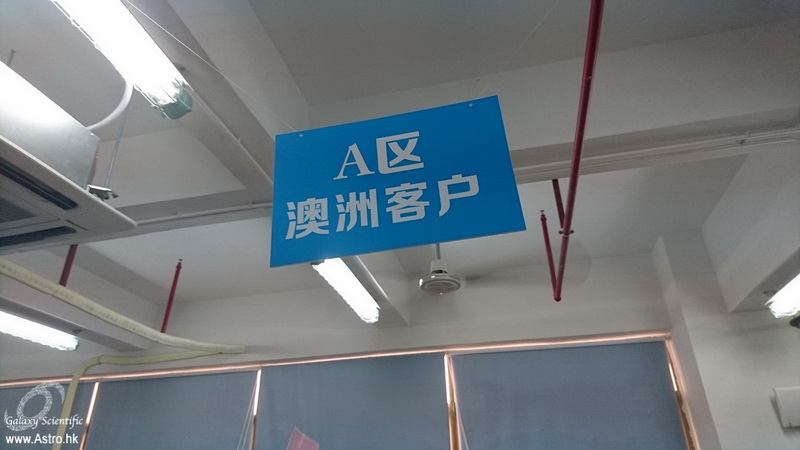 A区
澳洲客户
Galaxy Scientific
www.Astro.hk